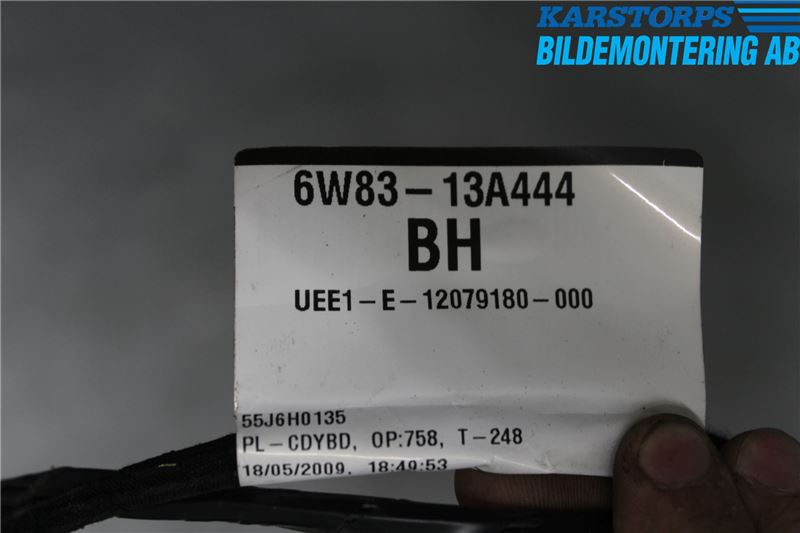 KARSTORPS
BILDEMONTERING AB
6W83-13A444
BH
UEE1-E-12079180-000
55J6H0135
PL-CDYBD, OP:758, T-248
18/05/2009, 18:49:53